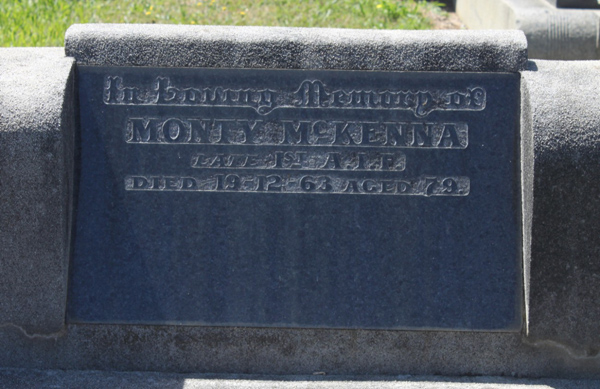 In Loving Memory of
MONTY McKENNA
LATE 1ST A.I.F.
DIED 19-12-63 AGED 79.